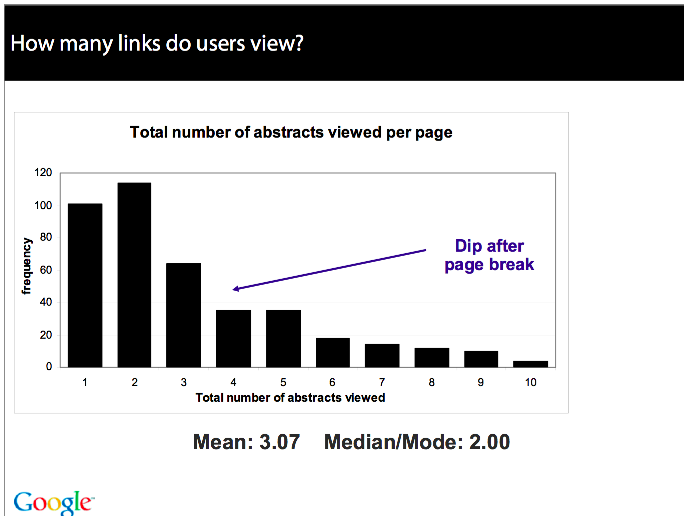 How many links do users view?
Total number of abstracts viewed per page
120
100
80
60
40
20
0
frequency
Dip after
page break
1 2 3 4 5 6 7 8 9 10
Total number of abstracts viewed
Mean: 3.07 Median/Mode: 2.00
Google